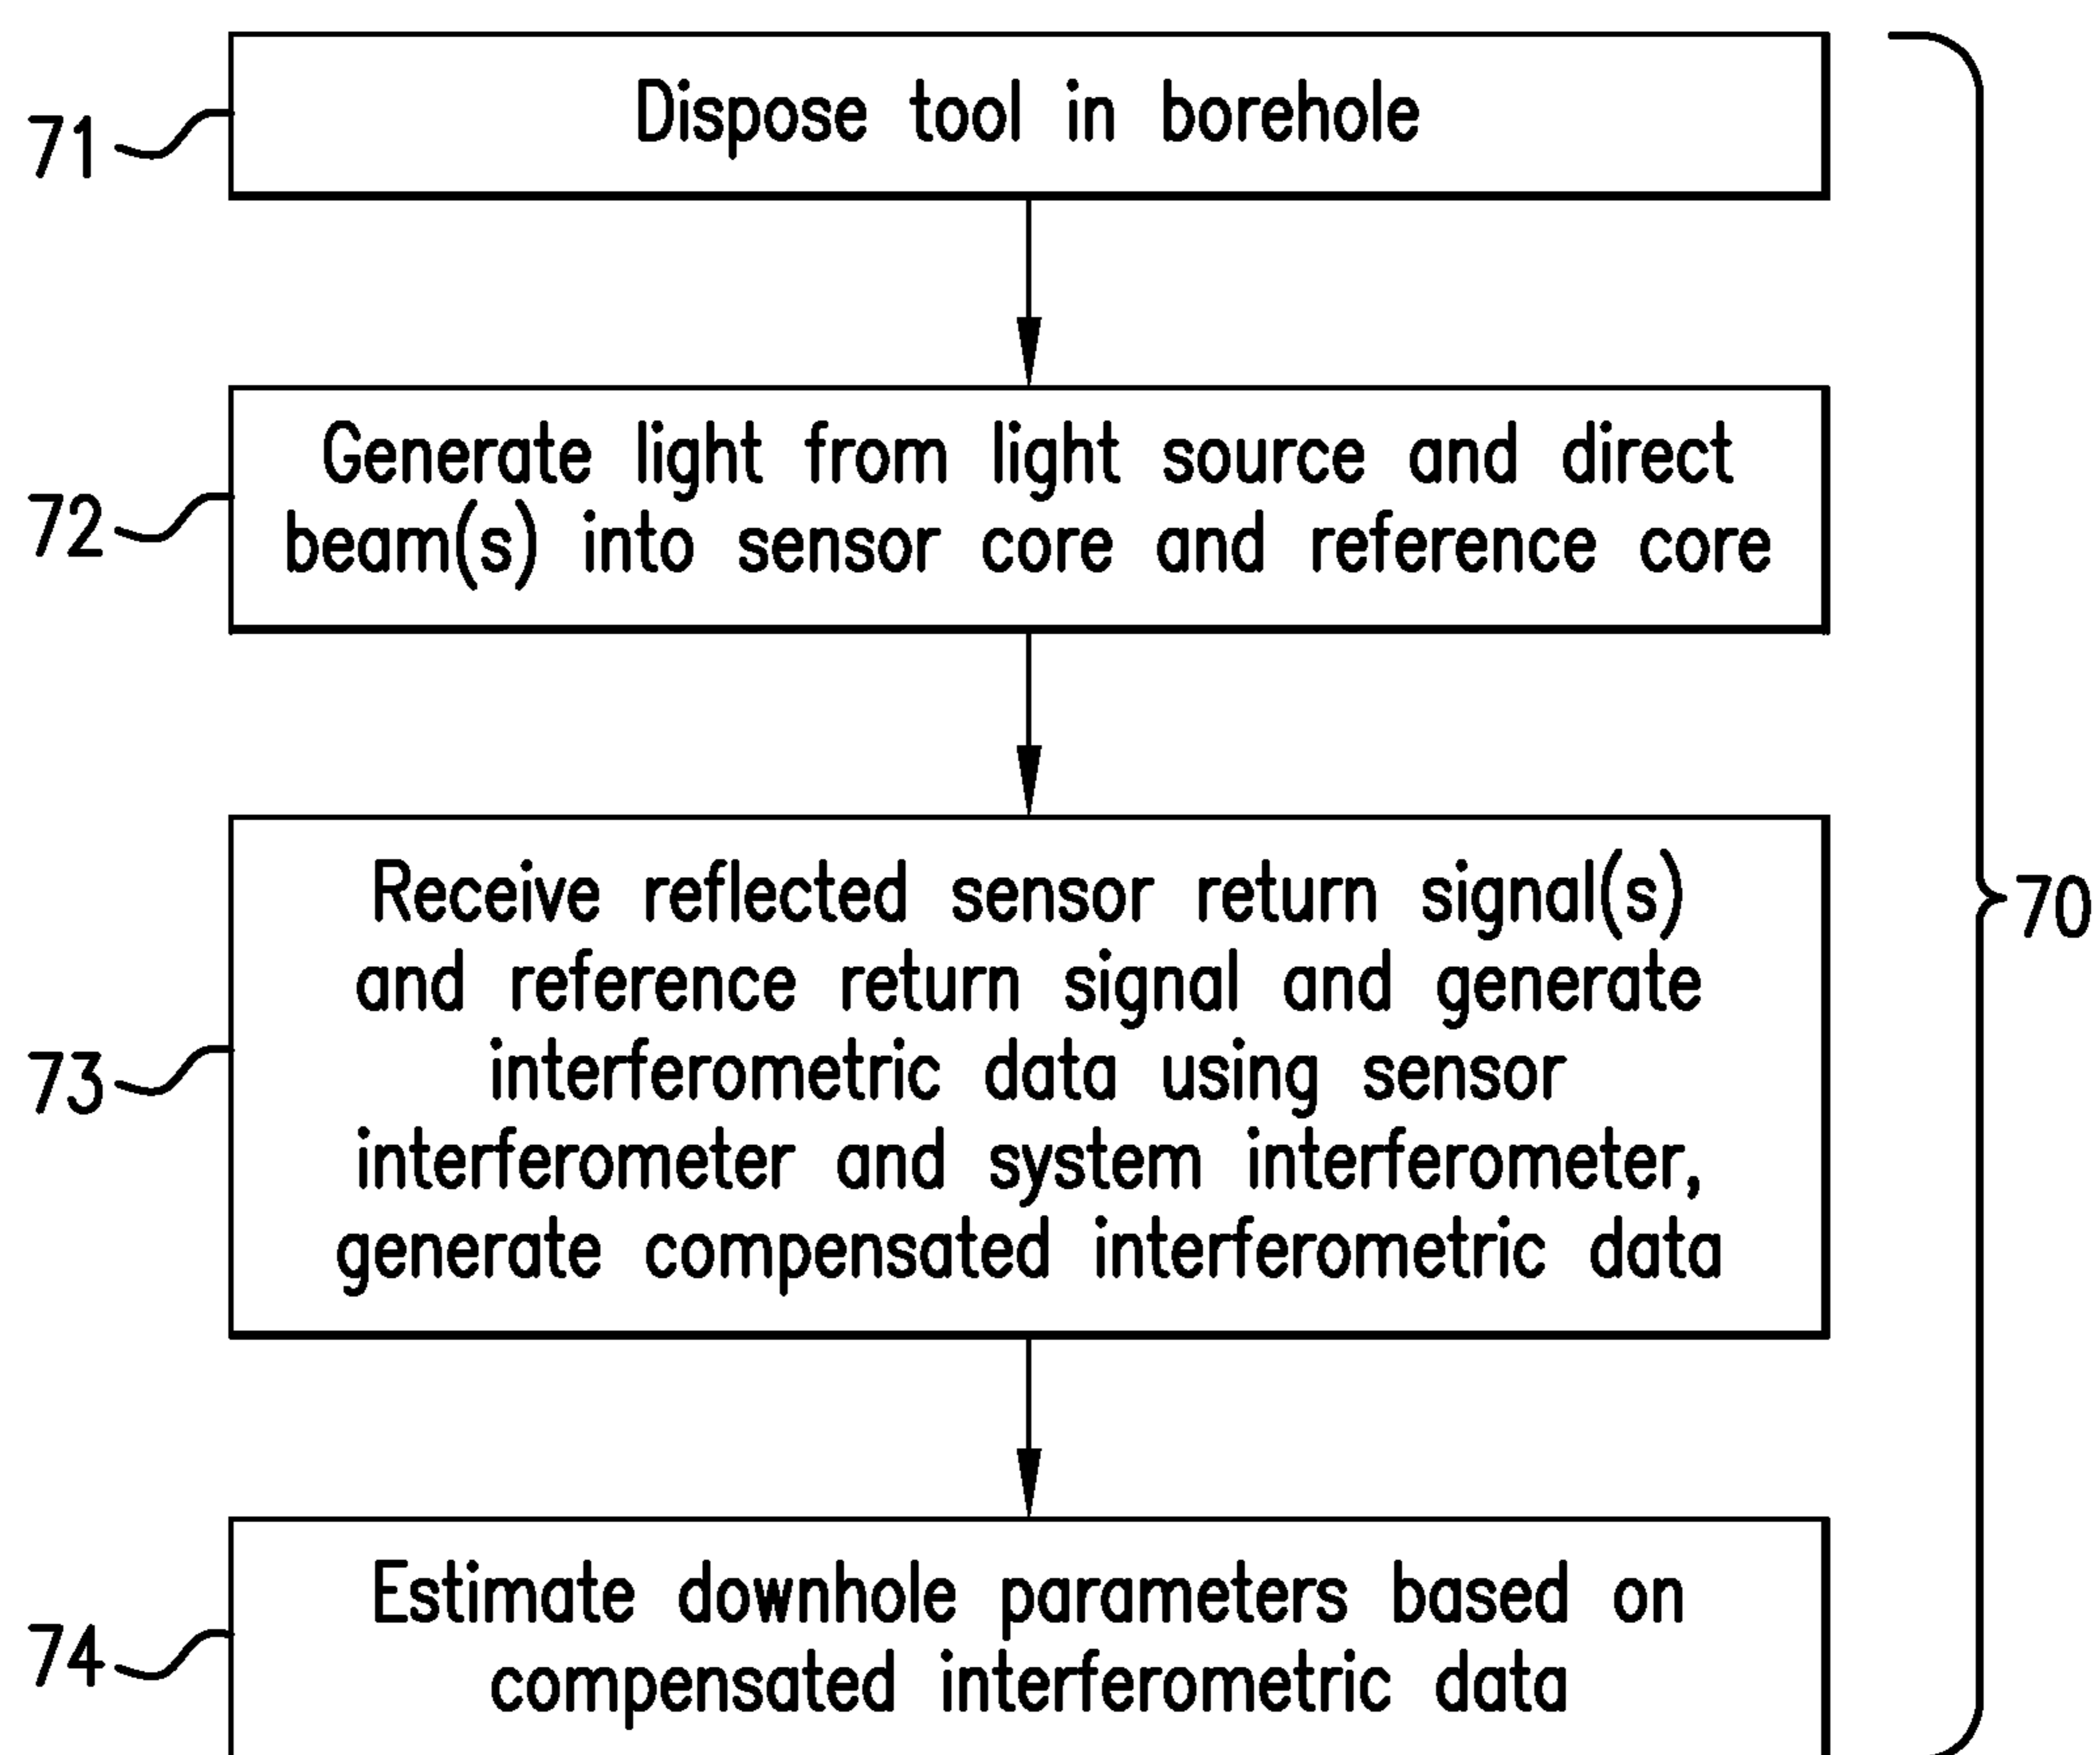 71
Dispose tool in borehole
72
Generate light from light source and direct
beam(s) into sensor core and reference core
73
Receive reflected sensor return signal(s)
and reference return signal and generate
interferometric data using sensor
interferometer and system interferometer,
generate compensated interferometric data
70
74
Estimate downhole parameters based on
compensated interferometric data